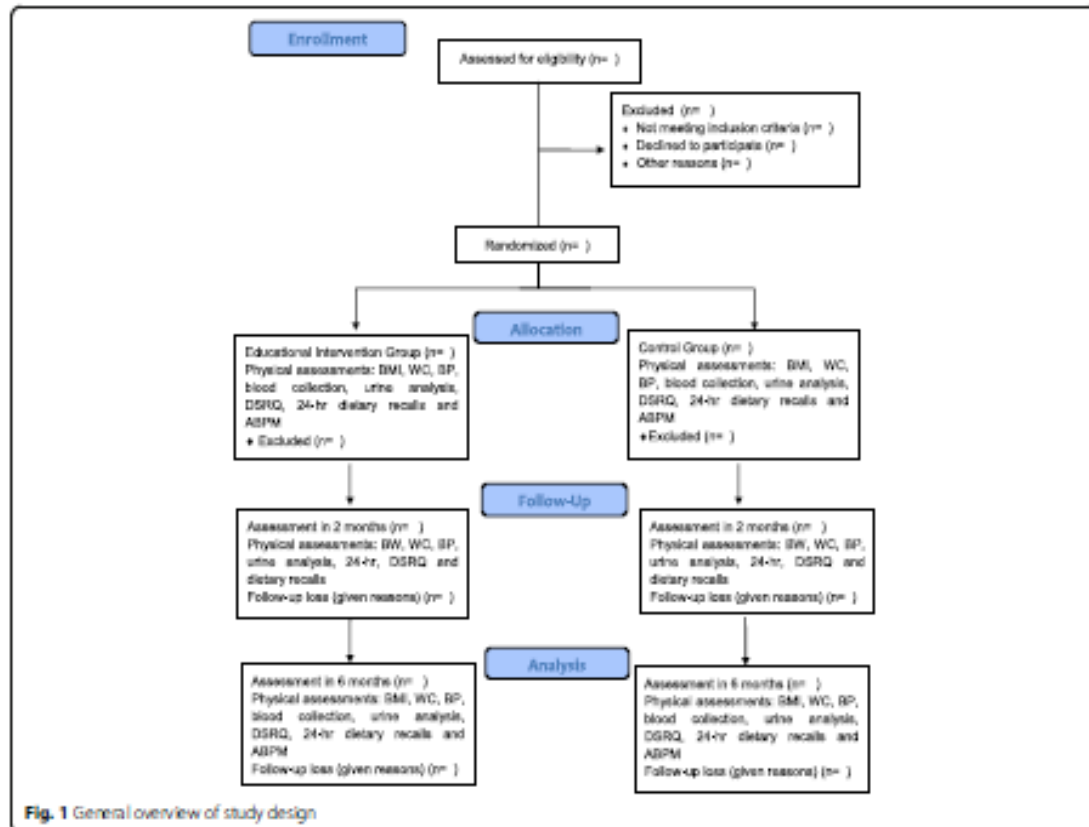 Enrollment
Assessed for eligibility (n= )
Excluded (n= )
♦ Not meeting inclusion criteria (n= )
♦ Declined to participate (n= )
♦ Other reasons (n= )
Randomized (n= )
Allocation
Educational Intervention Group (n= )
Physical assessments: BMI, WC, BP,
blood collection, urine analysis,
DSRQ, 24-hr dietary recalls and
ABPM
♦ Excluded (n= )
Control Group (n= )
Physical assessments: BMI, WC,
BP, blood collection, urine analysis,
DSRQ, 24-hr dietary recalls and
ABPM
♦Excluded (n= )
Follow-Up
Assessment in 2 months (n= )
Physical assessments: BW, WC, BP,
urine analysis, 24-hr, DSRQ and
dietary recalls
Follow-up loss (given reasons) (n= )
Assessment in 2 months (n= )
Physical assessments: BW, WC, BP,
urine analysis, 24-hr, DSRQ and
dietary recalls
Follow-up loss (given reasons) (n= )
Analysis
Assessment in 6 months (n= )
Physical assessments: BMI, WC, BP,
blood collection, urine analysis,
DSRQ, 24-hr dietary recalls and
ABPM
Follow-up loss (given reasons) (n= )
Assessment in 6 months (n= )
Physical assessments: BMI, WC, BP,
blood collection, urine analysis,
DSRQ, 24-hr dietary recalls and
ABPM
Follow-up loss (given reasons) (n= )
Fig. 1 General overview of study design